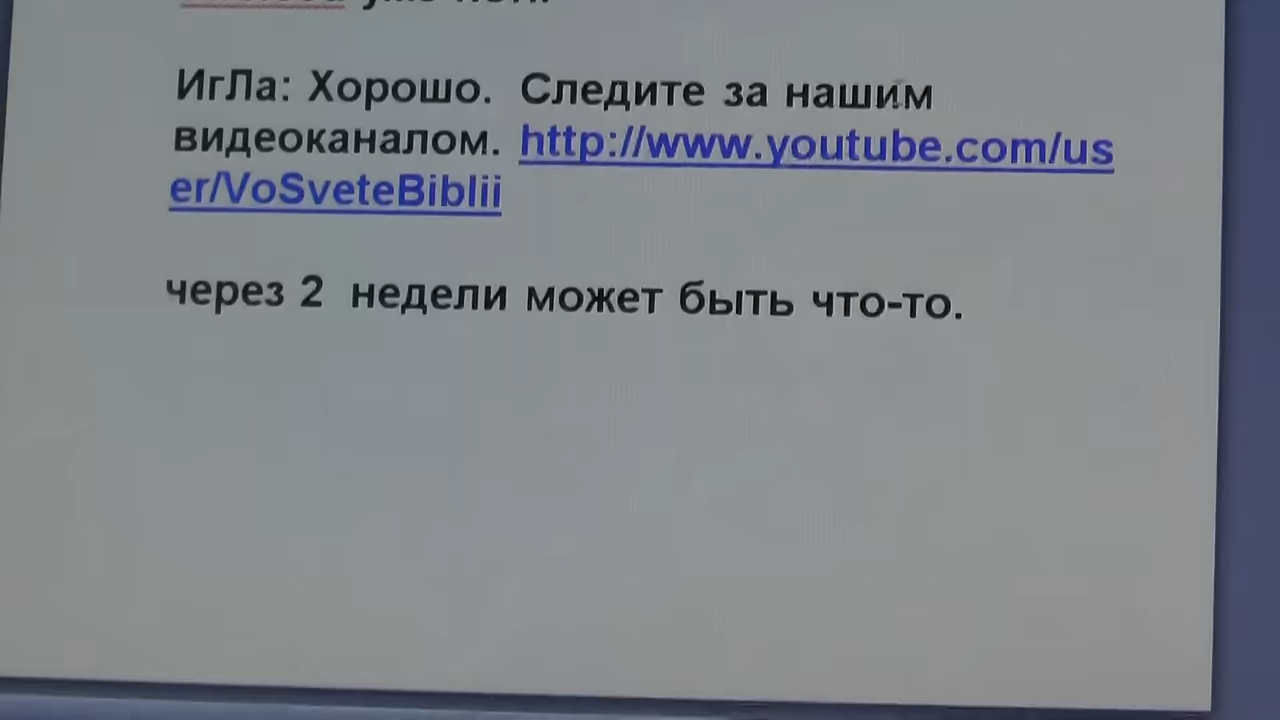 ИгЛа: Хорошо. Следите за нашим
видеоканалом. http://www.youtube.com/us
er/VoSveteBiblii
через 2 недели может быть что-то.